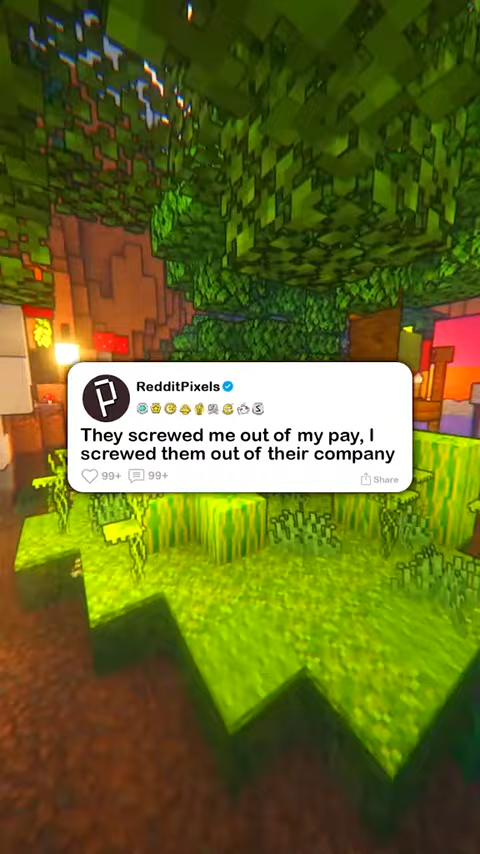 RedditPixels
They screwed me out of my pay, I
screwed them out of their company
99+ 99+ Share